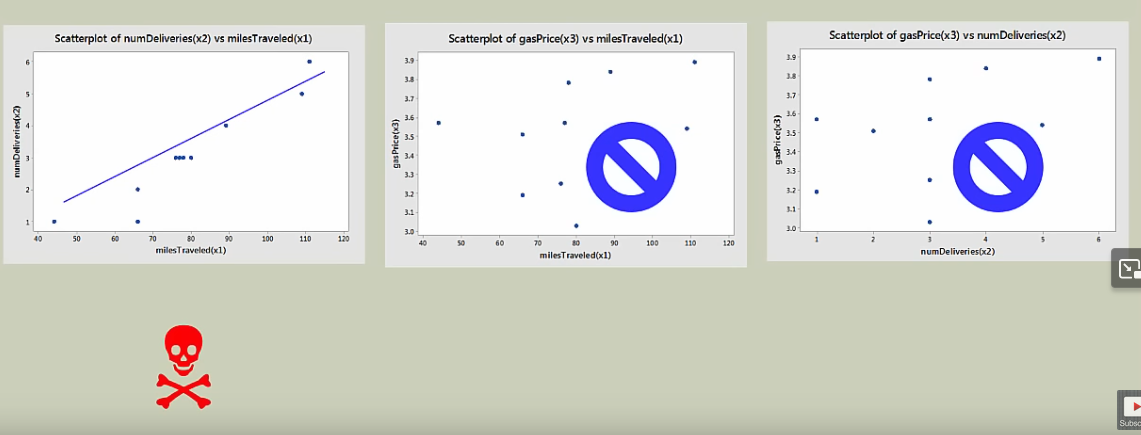 Scatterplot of numDeliveries(x2) vs milesTraveled(x1)
numDeliveries(x2)
6
5
4
3
2
1
40 50 60 70 80 90 100 110 120
milesTraveled(x1)
Scatterplot of gasPrice(x3) vs milesTraveled(x1)
gasPrice(x3)
3.9
3.8
3.7
3.6
3.5
3.4
3.3
3.2
3.1
3.0
40 50 60 70 80 90 100 110 120
milesTraveled(x1)
Scatterplot of gasPrice(x3) vs numDeliveries(x2)
gasPrice(x3)
3.9
3.8
3.7
3.6
3.5
3.4
3.3
3.2
3.1
3.0
1 2 3 4 5 6
numDeliveries(x2)